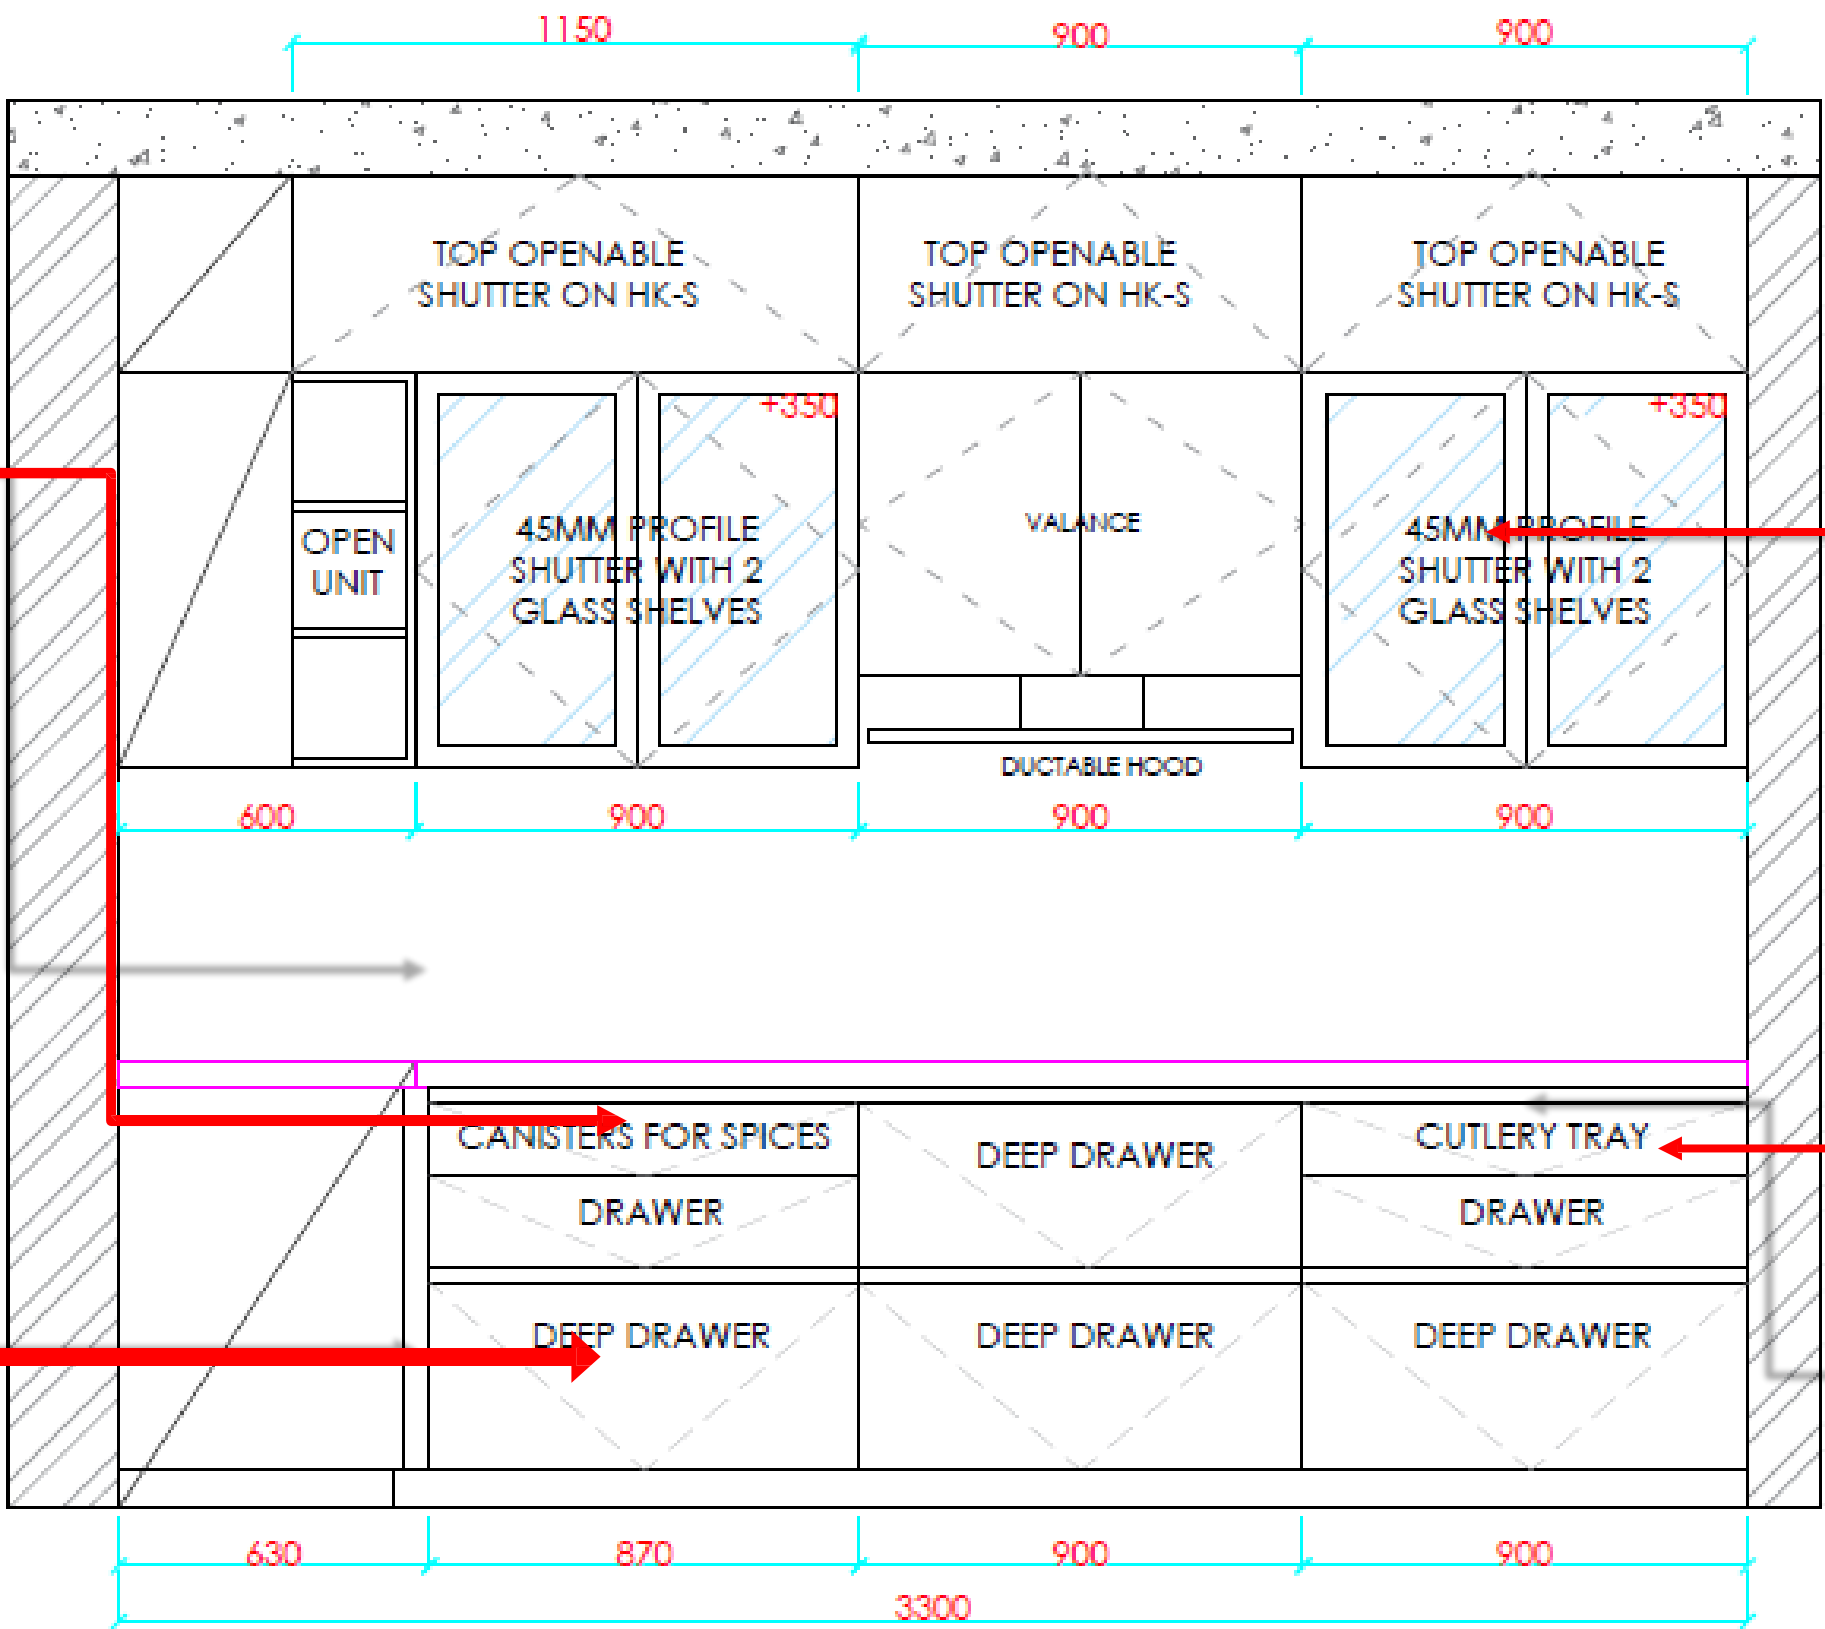 1150
900
900
TOP OPENABLE
SHUTTER ON HK-S
TOP OPENABLE
SHUTTER ON HK-S
TOP OPENABLE
SHUTTER ON HK-S
+350
+350
OPEN
UNIT
45MM PROFILE
SHUTTER WITH 2
GLASS SHELVES
VALANCE
45MM PROFILE
SHUTTER WITH 2
GLASS SHELVES
DUCTABLE HOOD
600
900
900
900
CANISTERS FOR SPICES
DEEP DRAWER
CUTLERY TRAY
DRAWER
DRAWER
DEEP DRAWER
DEEP DRAWER
DEEP DRAWER
630
870
900
900
3300